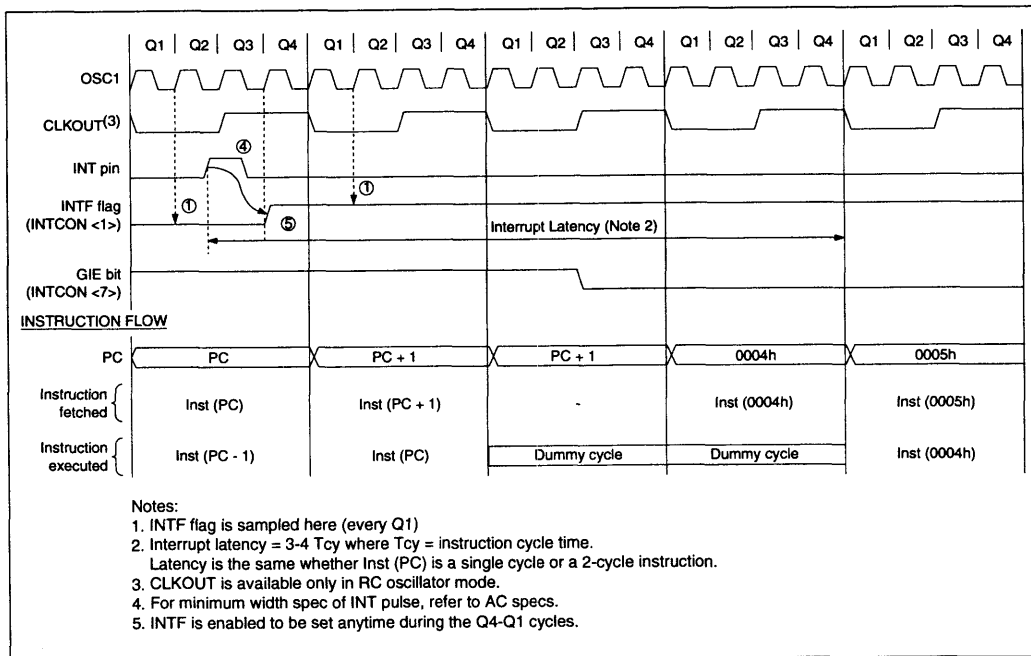 Q1 | Q2 | Q3 | Q4 | Q1 | Q2 | Q3 | Q4 | Q1 | Q2 | Q3 | Q4 | Q1 | Q2 | Q3 | Q4 | Q1 | Q2 | Q3 | Q4
OSC1
CLKOUT(3)
④
INT pin
① ①
INTF flag
(INTCON <1>)
⑤ Interrupt Latency (Note 2)
GIE bit
(INTCON <7>)
INSTRUCTION FLOW
PC PC PC + 1 PC + 1 0004h 0005h
Instruction
fetched
Inst (PC) Inst (PC + 1) - Inst (0004h) Inst (0005h)
Instruction
executed
Inst (PC - 1) Inst (PC) Dummy cycle Dummy cycle Inst (0004h)
Notes:
1. INTF flag is sampled here (every Q1)
2. Interrupt latency = 3-4 Tcy where Tcy = instruction cycle time.
Latency is the same whether Inst (PC) is a single cycle or a 2-cycle instruction.
3. CLKOUT is available only in RC oscillator mode.
4. For minimum width spec of INT pulse, refer to AC specs.
5. INTF is enabled to be set anytime during the Q4-Q1 cycles.